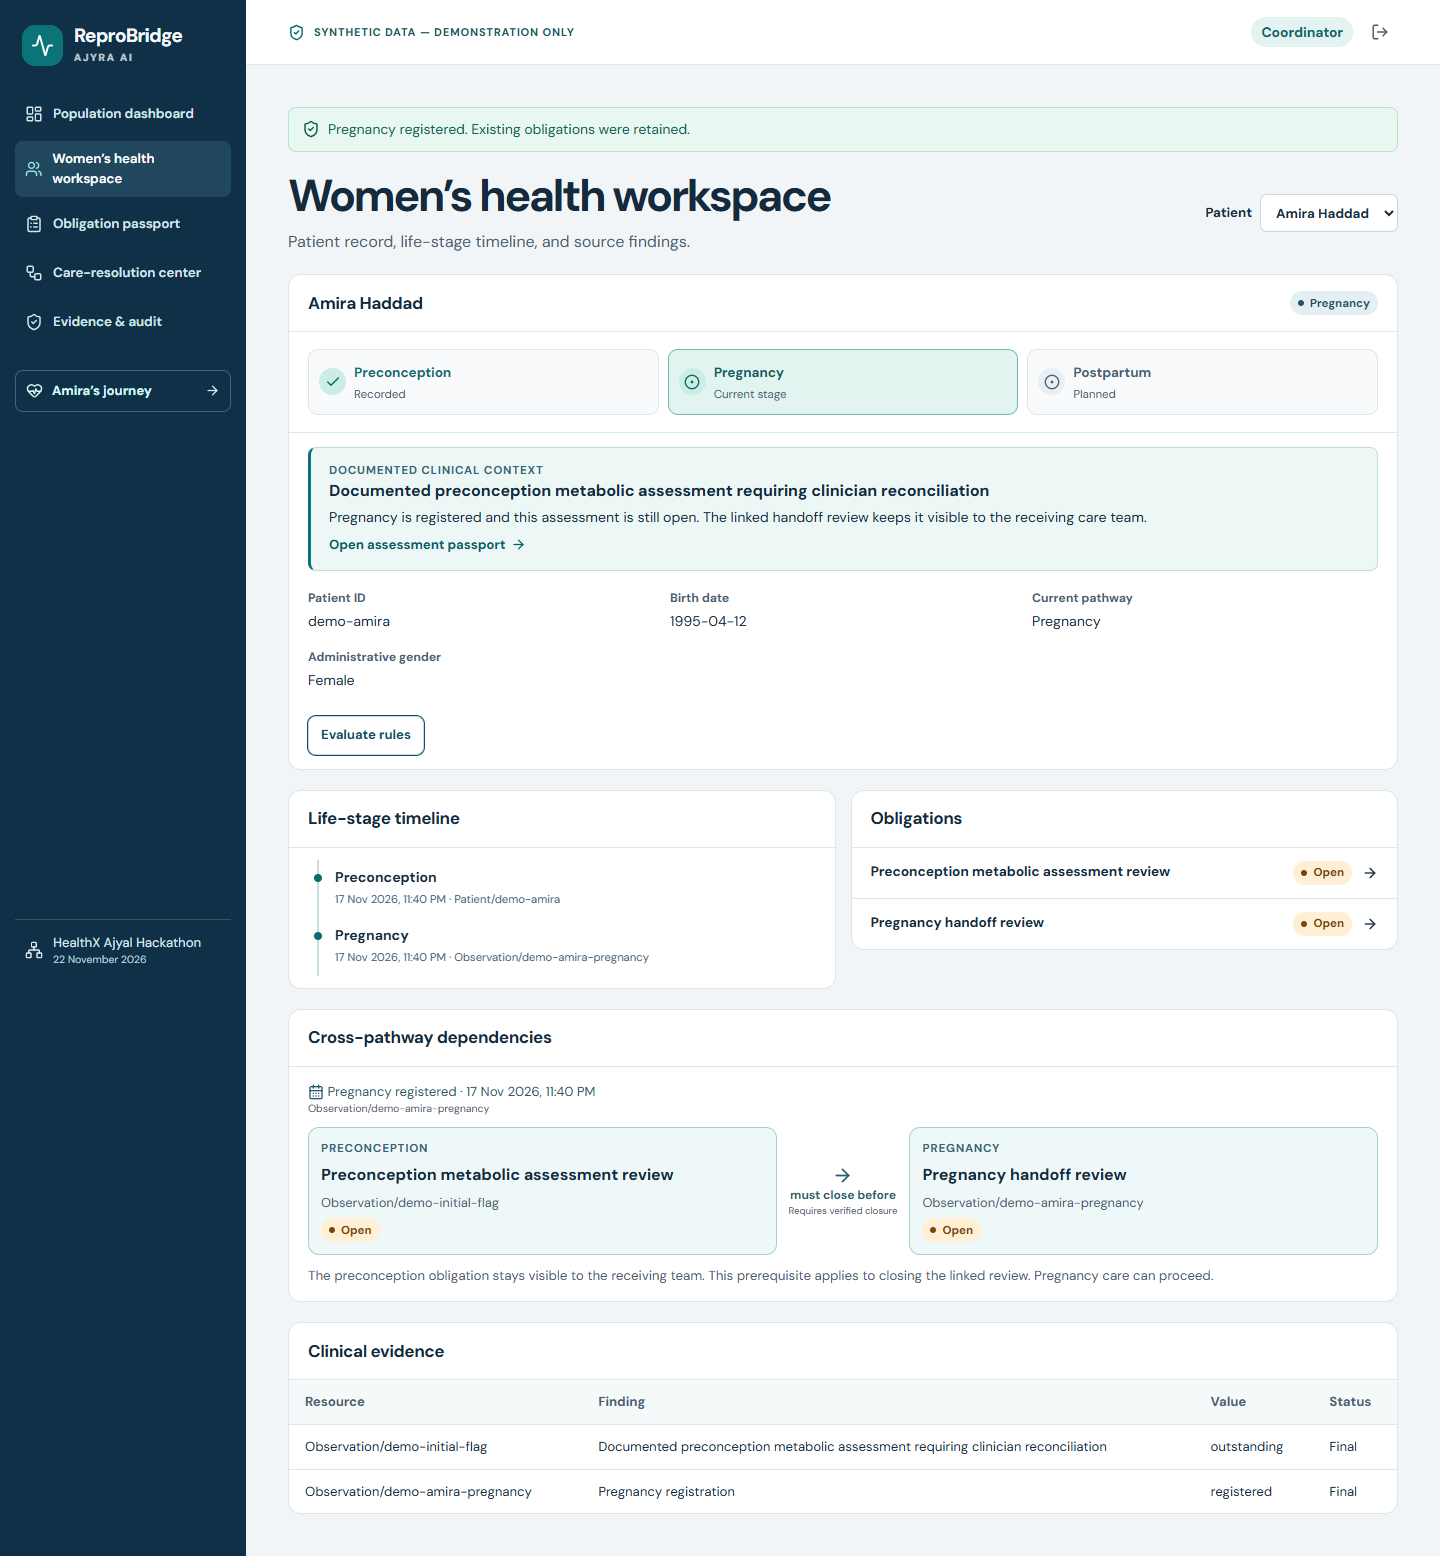 ReproBridge
AJYRA AI
Population dashboard
Women’s health
workspace
Obligation passport
Care-resolution center
Evidence & audit
Amira’s journey
HealthX Ajyal Hackathon
22 November 2026
SYNTHETIC DATA — DEMONSTRATION ONLY
Coordinator
Pregnancy registered. Existing obligations were retained.
Women’s health workspace
Patient record, life-stage timeline, and source findings.
Patient
Amira Haddad
Amira Haddad
Pregnancy
Preconception
Recorded
Pregnancy
Current stage
Postpartum
Planned
DOCUMENTED CLINICAL CONTEXT
Documented preconception metabolic assessment requiring clinician reconciliation
Pregnancy is registered and this assessment is still open. The linked handoff review keeps it visible to the receiving care team.
Open assessment passport
Patient ID
demo-amira
Birth date
1995-04-12
Current pathway
Pregnancy
Administrative gender
Female
Evaluate rules
Life-stage timeline
Preconception
17 Nov 2026, 11:40 PM · Patient/demo-amira
Pregnancy
17 Nov 2026, 11:40 PM · Observation/demo-amira-pregnancy
Obligations
Preconception metabolic assessment review
Open
Pregnancy handoff review
Open
Cross-pathway dependencies
Pregnancy registered · 17 Nov 2026, 11:40 PM
Observation/demo-amira-pregnancy
PRECONCEPTION
Preconception metabolic assessment review
Observation/demo-initial-flag
Open
must close before
Requires verified closure
PREGNANCY
Pregnancy handoff review
Observation/demo-amira-pregnancy
Open
The preconception obligation stays visible to the receiving team. This prerequisite applies to closing the linked review. Pregnancy care can proceed.
Clinical evidence
Resource Finding Value Status
Observation/demo-initial-flag Documented preconception metabolic assessment requiring clinician reconciliation outstanding Final
Observation/demo-amira-pregnancy Pregnancy registration registered Final